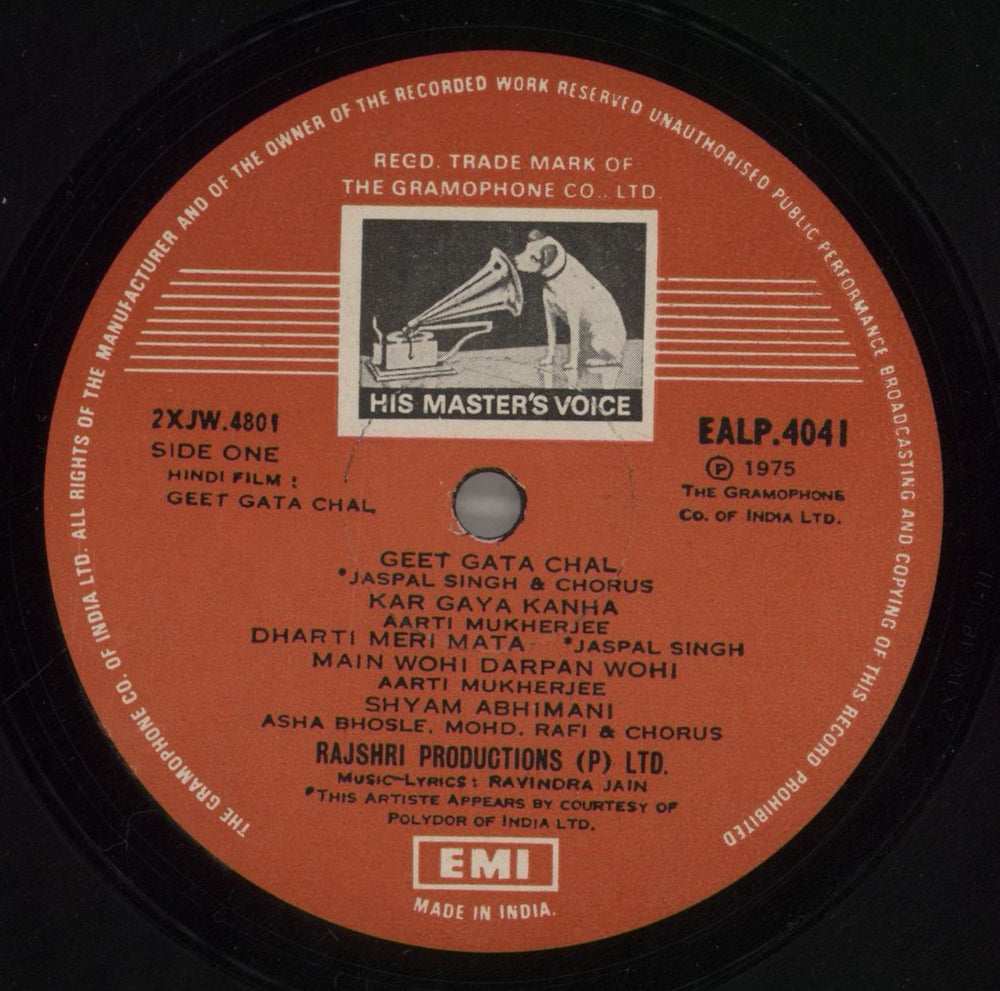 THE GRAMOPHONE CO. OF INDIA LTD. ALL RIGHTS OF THE MANUFACTURER AND OF THE OWNER OF THE RECORDED WORK RESERVED UNAUTHORISED PUBLIC PERFORMANCE BROADCASTING AND COPYING OF THIS RECORD PROHIBITED
REGD. TRADE MARK OF
THE GRAMOPHONE CO., LTD.
HIS MASTER'S VOICE
2XJW.4801
SIDE ONE
HINDI FILM :
GEET GATA CHAL
EALP.4041
Ⓟ 1975
THE GRAMOPHONE
CO. OF INDIA LTD.
GEET GATA CHAL
*JASPAL SINGH & CHORUS
KAR GAYA KANHA
AARTI MUKHERJEE
DHARTI MERI MATA *JASPAL SINGH
MAIN WOHI DARPAN WOHI
AARTI MUKHERJEE
SHYAM ABHIMANI
ASHA BHOSLE, MOHD. RAFI & CHORUS
RAJSHRI PRODUCTIONS (P) LTD.
MUSIC-LYRICS : RAVINDRA JAIN
*THIS ARTISTE APPEARS BY COURTESY OF
POLYDOR OF INDIA LTD.
EMI
MADE IN INDIA.